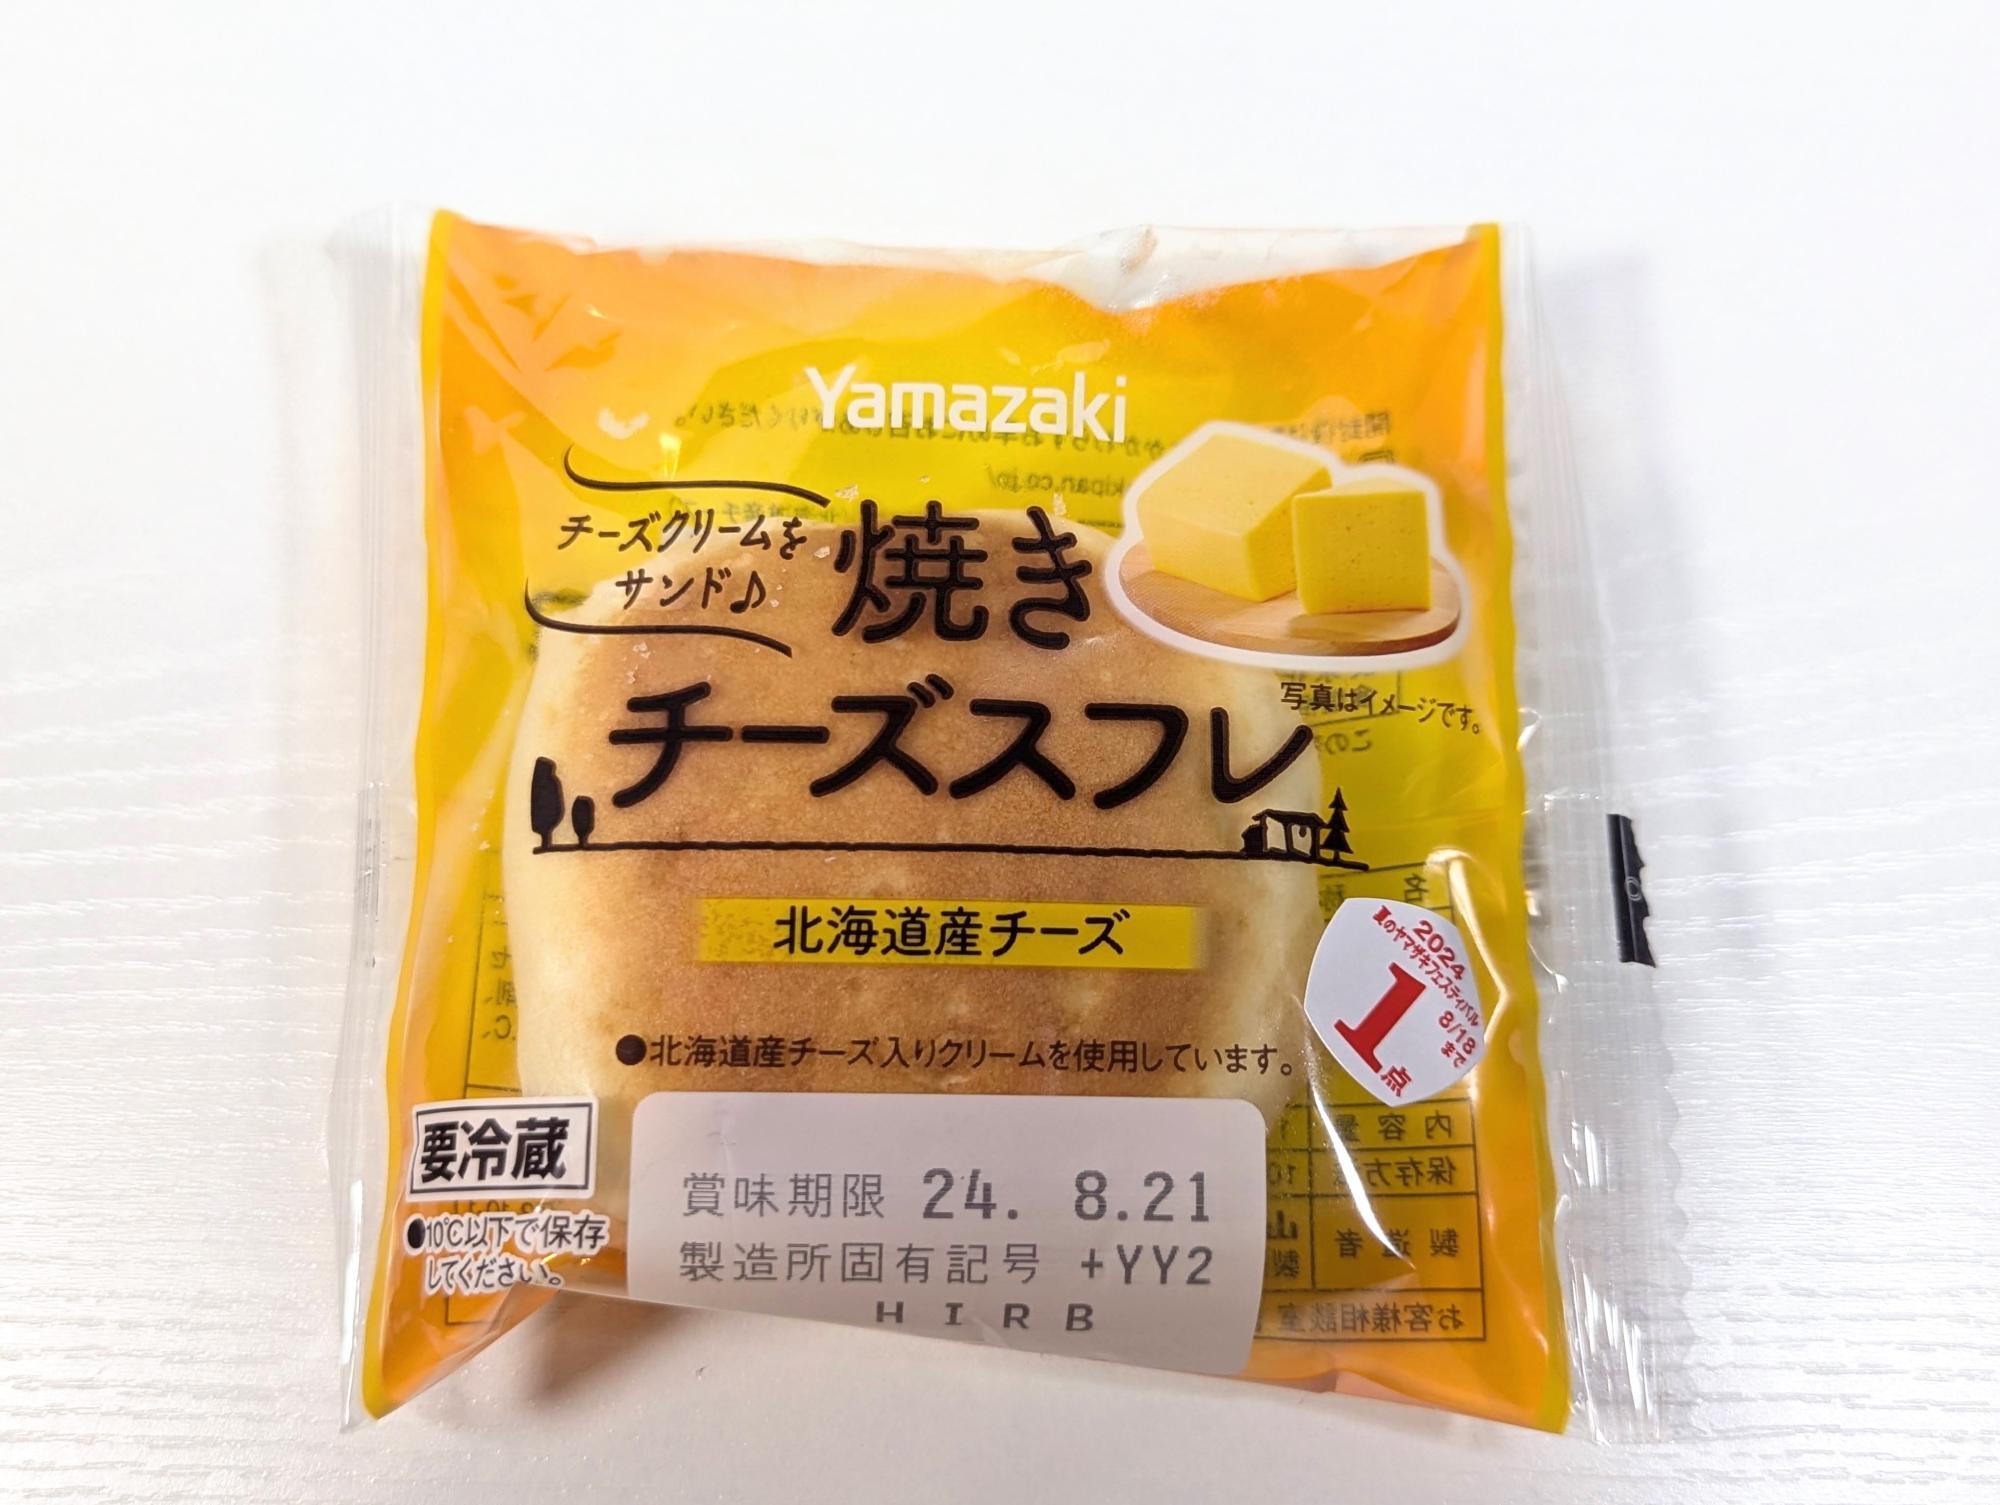 Yamazaki
チーズクリームを
サンド♪
焼き
チーズスフレ
写真はイメージです。
北海道産チーズ
●北海道産チーズ入りクリームを使用しています。
2024
のヤマザキフェスティバル
1点
8/18
まで
要冷蔵
●10℃以下で保存
してください。
賞味期限 24. 8.21
製造所固有記号 +YY2
HIRB
内容量
保存方法
製造者
お客様相談室